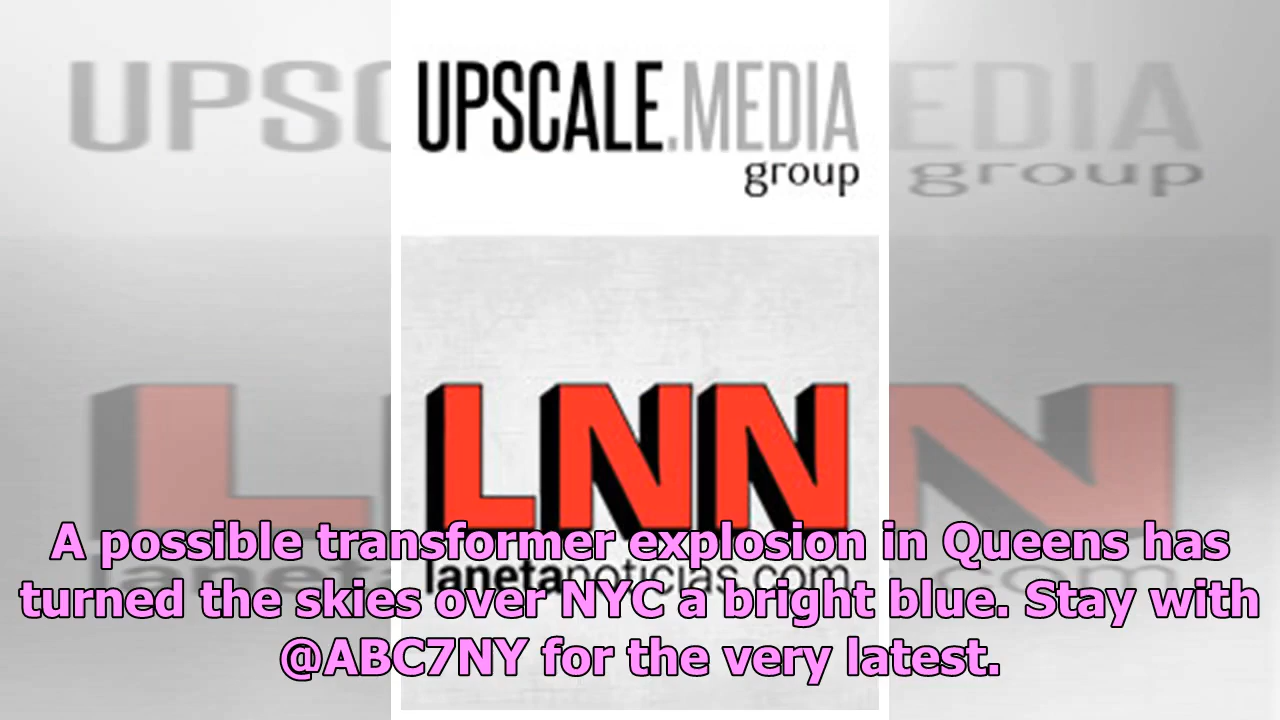 UPSCALE.MEDIA
group
LNN
lanetanoticias.com
A possible transformer explosion in Queens has
turned the skies over NYC a bright blue. Stay with
@ABC7NY for the very latest.